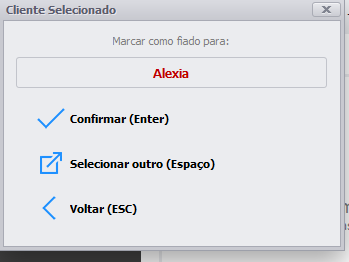 Cliente Selecionado
Marcar como fiado para:
Alexia
Confirmar (Enter)
Selecionar outro (Espaço)
Voltar (ESC)